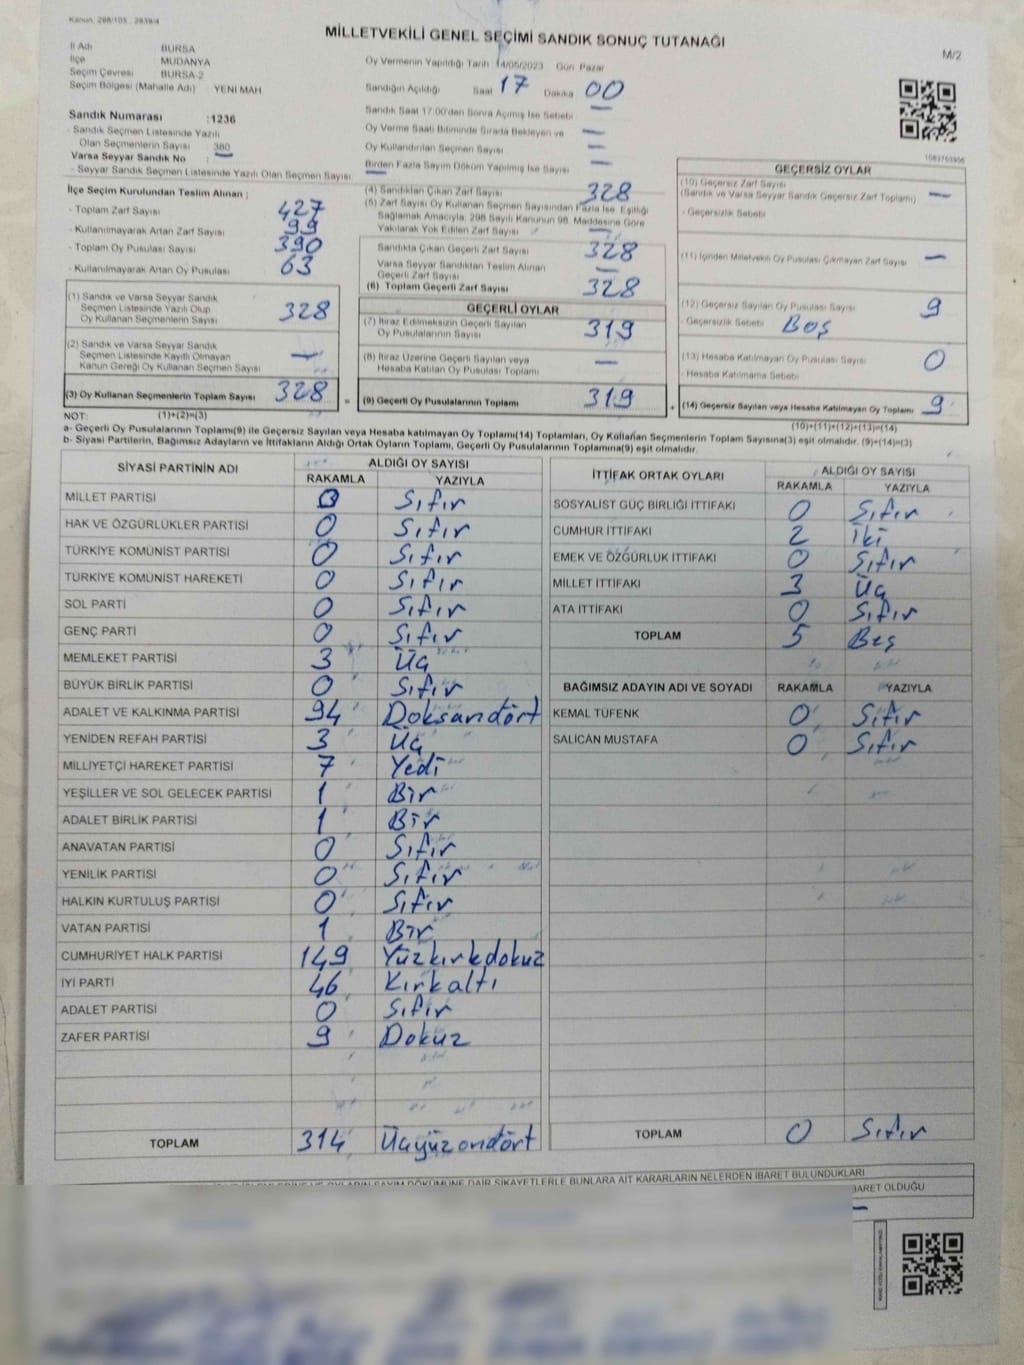 Kanun: 298/103 , 2839/4
MİLLETVEKİLİ GENEL SEÇİMİ SANDIK SONUÇ TUTANAĞI
M/2
İl Adı BURSA
İlçe MUDANYA
Seçim Çevresi BURSA-2
Seçim Bölgesi (Mahalle Adı) YENİ MAH
Sandık Numarası :1236
- Sandık Seçmen Listesinde Yazılı
Olan Seçmenlerin Sayısı : 380
Varsa Seyyar Sandık No : —
- Seyyar Sandık Seçmen Listesinde Yazılı Olan Seçmen Sayısı
Oy Vermenin Yapıldığı Tarih 14/05/2023 Gün Pazar
Sandığın Açıldığı Saat 17 Dakika 00
Sandık Saat 17:00'den Sonra Açılmış İse Sebebi —
Oy Verme Saati Bitiminde Sırada Bekleyen ve —
Oy Kullandırılan Seçmen Sayısı —
Birden Fazla Sayım Döküm Yapılmış İse Sayısı —
İlçe Seçim Kurulundan Teslim Alınan ;
- Toplam Zarf Sayısı 427
- Kullanılmayarak Artan Zarf Sayısı 99
- Toplam Oy Pusulası Sayısı 390
- Kullanılmayarak Artan Oy Pusulası 63
(1) Sandık ve Varsa Seyyar Sandık
Seçmen Listesinde Yazılı Olup
Oy Kullanan Seçmenlerin Sayısı 328
(2) Sandık ve Varsa Seyyar Sandık
Seçmen Listesinde Kayıtlı Olmayan
Kanun Gereği Oy Kullanan Seçmen Sayısı —
(3) Oy Kullanan Seçmenlerin Toplam Sayısı 328
(4) Sandıktan Çıkan Zarf Sayısı 328
(5) Zarf Sayısı Oy Kullanan Seçmen Sayısından Fazla İse, Eşitliği
Sağlamak Amacıyla, 298 Sayılı Kanunun 98. Maddesine Göre
Yakılarak Yok Edilen Zarf Sayısı —
Sandıkta Çıkan Geçerli Zarf Sayısı 328
Varsa Seyyar Sandıktan Teslim Alınan
Geçerli Zarf Sayısı —
(6) Toplam Geçerli Zarf Sayısı 328
GEÇERLİ OYLAR
(7) İtiraz Edilmeksizin Geçerli Sayılan
Oy Pusulalarının Sayısı 319
(8) İtiraz Üzerine Geçerli Sayılan veya
Hesaba Katılan Oy Pusulası Toplamı —
= (9) Geçerli Oy Pusulalarının Toplamı 319
1083703956
GEÇERSİZ OYLAR
(10) Geçersiz Zarf Sayısı
(Sandık ve Varsa Seyyar Sandık Geçersiz Zarf Toplamı) —
- Geçersizlik Sebebi
(11) İçinden Milletvekili Oy Pusulası Çıkmayan Zarf Sayısı —
(12) Geçersiz Sayılan Oy Pusulası Sayısı 9
- Geçersizlik Sebebi Boş
(13) Hesaba Katılmayan Oy Pusulası Sayısı 0
- Hesaba Katılmama Sebebi
+ (14) Geçersiz Sayılan veya Hesaba Katılmayan Oy Toplamı 9
NOT: (1)+(2)=(3) (10)+(11)+(12)+(13)=(14)
a- Geçerli Oy Pusulalarının Toplamı(9) ile Geçersiz Sayılan veya Hesaba katılmayan Oy Toplamı(14) Toplamları, Oy Kullanan Seçmenlerin Toplam Sayısına(3) eşit olmalıdır. (9)+(14)=(3)
b- Siyasi Partilerin, Bağımsız Adayların ve İttifakların Aldığı Ortak Oyların Toplamı, Geçerli Oy Pusulalarının Toplamına(9) eşit olmalıdır.
SİYASİ PARTİNİN ADI ALDIĞI OY SAYISI
RAKAMLA YAZIYLA
MİLLET PARTİSİ 0 Sıfır
HAK VE ÖZGÜRLÜKLER PARTİSİ 0 Sıfır
TÜRKİYE KOMÜNİST PARTİSİ 0 Sıfır
TÜRKİYE KOMÜNİST HAREKETİ 0 Sıfır
SOL PARTİ 0 Sıfır
GENÇ PARTİ 0 Sıfır
MEMLEKET PARTİSİ 3 Üç
BÜYÜK BİRLİK PARTİSİ 0 Sıfır
ADALET VE KALKINMA PARTİSİ 94 Doksandört
YENİDEN REFAH PARTİSİ 3 Üç
MİLLİYETÇİ HAREKET PARTİSİ 7 Yedi
YEŞİLLER VE SOL GELECEK PARTİSİ 1 Bir
ADALET BİRLİK PARTİSİ 1 Bir
ANAVATAN PARTİSİ 0 Sıfır
YENİLİK PARTİSİ 0 Sıfır
HALKIN KURTULUŞ PARTİSİ 0 Sıfır
VATAN PARTİSİ 1 Bir
CUMHURİYET HALK PARTİSİ 149 Yüzkırkdokuz
İYİ PARTİ 46 Kırkaltı
ADALET PARTİSİ 0 Sıfır
ZAFER PARTİSİ 9 Dokuz
TOPLAM 314 Üçyüzondört
İTTİFAK ORTAK OYLARI ALDIĞI OY SAYISI
RAKAMLA YAZIYLA
SOSYALİST GÜÇ BİRLİĞİ İTTİFAKI 0 Sıfır
CUMHUR İTTİFAKI 2 İki
EMEK VE ÖZGÜRLÜK İTTİFAKI 0 Sıfır
MİLLET İTTİFAKI 3 Üç
ATA İTTİFAKI 0 Sıfır
TOPLAM 5 Beş
BAĞIMSIZ ADAYIN ADI VE SOYADI RAKAMLA YAZIYLA
KEMAL TÜFENK 0 Sıfır
SALİCAN MUSTAFA 0 Sıfır
TOPLAM 0 Sıfır
OYLARIN SAYIM DÖKÜMÜNE DAİR ŞİKAYETLERLE BUNLARA AİT KARARLARIN NELERDEN İBARET BULUNDUKLARI
İBARET OLDUĞU
—